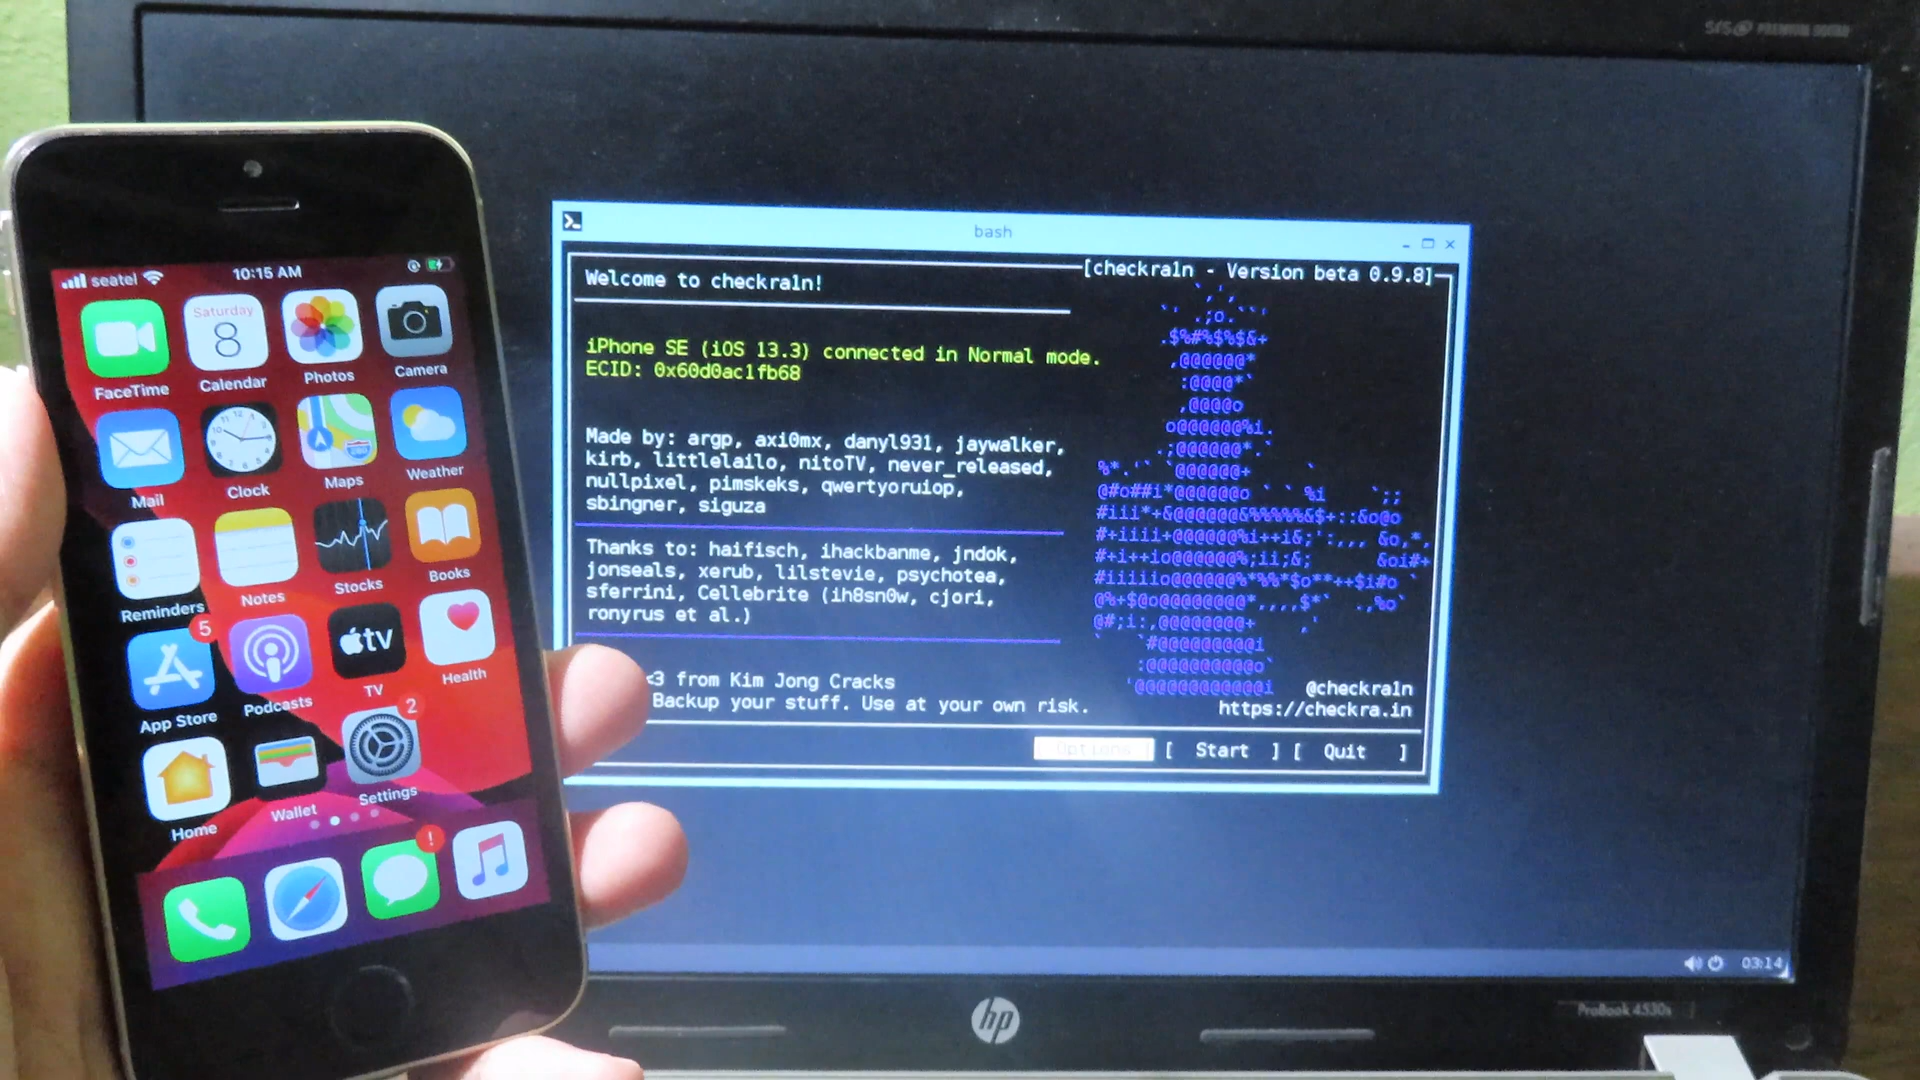 SRS PREMIUM SOUND
seatel
10:15 AM
FaceTime
Saturday
8
Calendar
Photos
Camera
Mail
Clock
Maps
Weather
Reminders
Notes
Stocks
Books
5
App Store
Podcasts
tv
TV
Health
2
Home
Wallet
Settings
!
bash
[checkra1n - Version beta 0.9.8]
Welcome to checkra1n!
iPhone SE (iOS 13.3) connected in Normal mode.
ECID: 0x60d0ac1fb68
Made by: argp, axi0mx, danyl931, jaywalker,
kirb, littlelailo, nitoTV, never_released,
nullpixel, pimskeks, qwertyoruiop,
sbingner, siguza
Thanks to: haifisch, ihackbanme, jndok,
jonseals, xerub, lilstevie, psychotea,
sferrini, Cellebrite (ih8sn0w, cjori,
ronyrus et al.)
<3 from Kim Jong Cracks
Backup your stuff. Use at your own risk.
@checkra1n
https://checkra.in
Options [ Start ] [ Quit ]
03:14
hp
ProBook 4530s